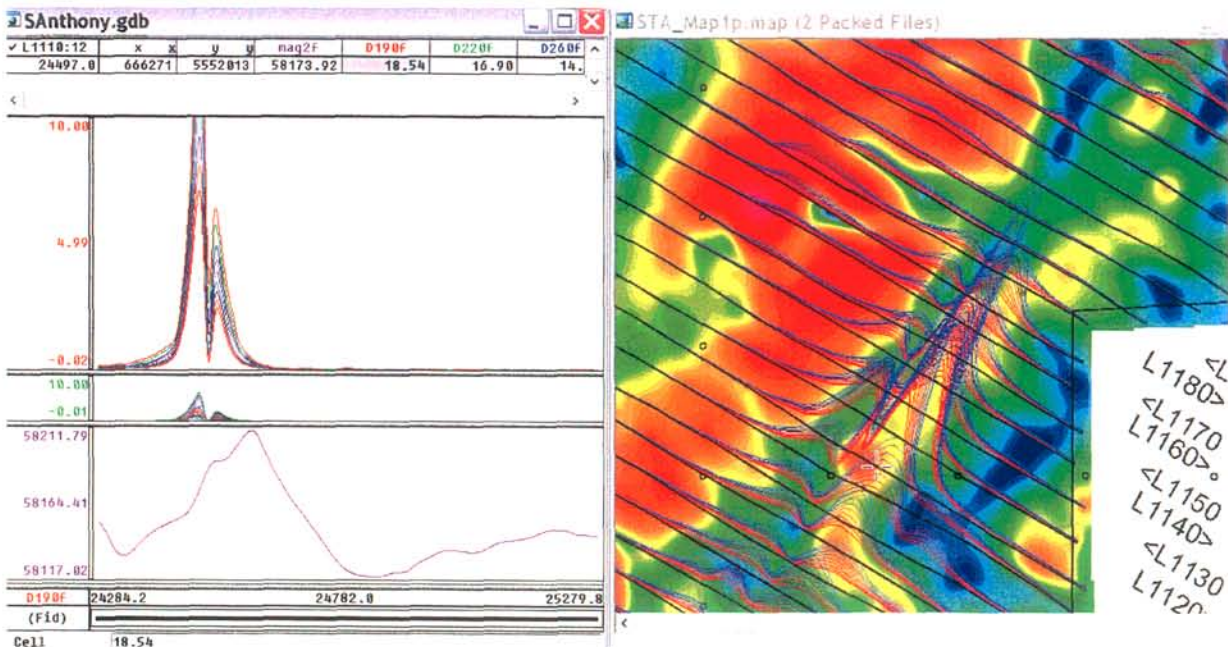 SAnthony.gdb
✓ L1110:12 x x y y mag2f D190f D220f D260f
24497.0 666271 5552013 58173.92 18.54 16.90 14.
10.00
4.99
-0.02
10.00
-0.01
58211.79
58164.41
58117.02
D190f 24284.2 24782.0 25279.8
(Fid)
Cell 18.54
STA_Map1p.map (2 Packed Files)
<L
L1180>
<L1170
L1160>
<L1150
L1140>
<L1130
L1120